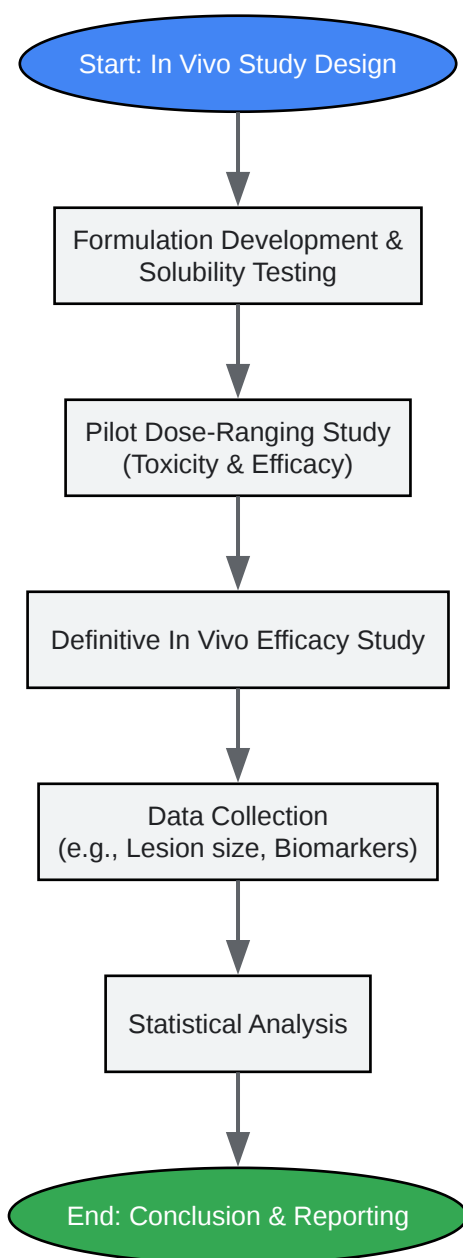 Start: In Vivo Study Design
Formulation Development &
Solubility Testing
Pilot Dose-Ranging Study
(Toxicity & Efficacy)
Definitive In Vivo Efficacy Study
Data Collection
(e.g., Lesion size, Biomarkers)
Statistical Analysis
End: Conclusion & Reporting